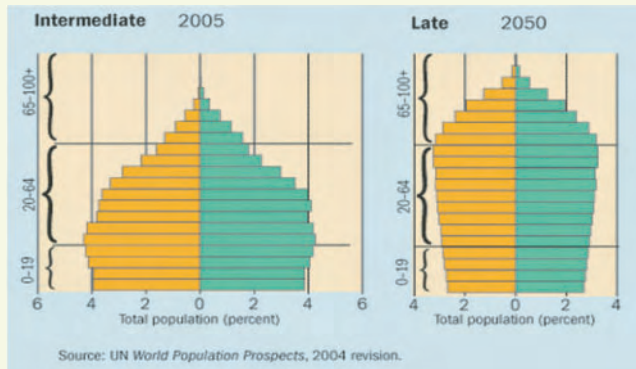 Intermediate 2005
Late 2050
65-100+
20-64
0-19
6 4 2 0 2 4 6
Total population (percent)
65-100+
20-64
0-19
4 2 0 2 4
Total population (percent)
Source: UN World Population Prospects, 2004 revision.